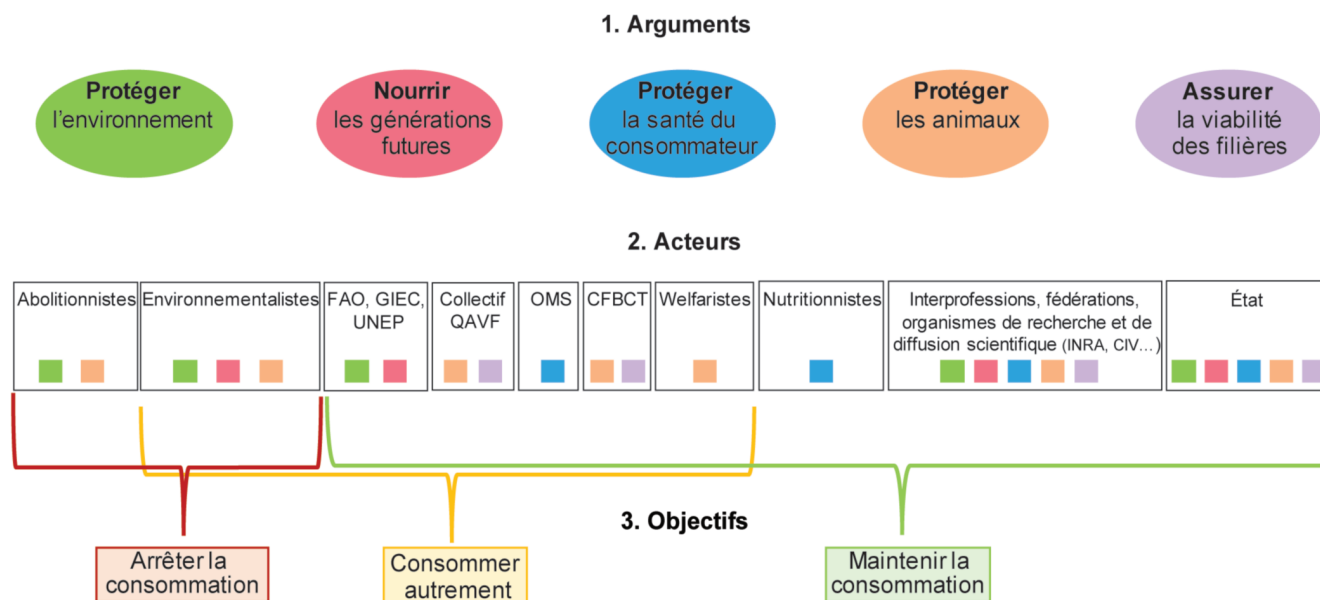 1. Arguments
Protéger
l'environnement
Nourrir
les générations
futures
Protéger
la santé du
consommateur
Protéger
les animaux
Assurer
la viabilité
des filières
2. Acteurs
Abolitionnistes
Environnementalistes
FAO, GIEC,
UNEP
Collectif
QAVF
OMS
CFBCT
Welfaristes
Nutritionnistes
Interprofessions, fédérations,
organismes de recherche et de
diffusion scientifique (INRA, CIV...)
État
3. Objectifs
Arrêter la
consommation
Consommer
autrement
Maintenir la
consommation